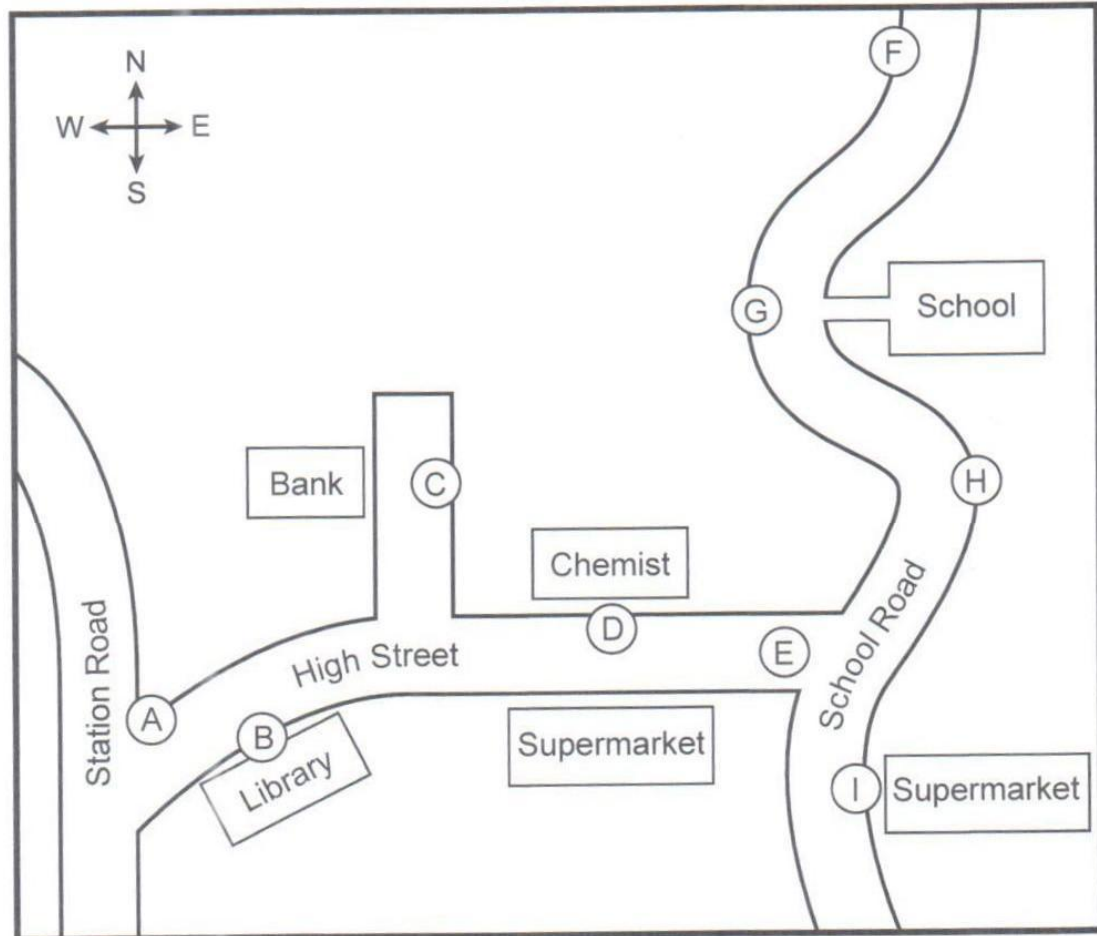 F
N
W E
S
G
School
Bank
C
H
Chemist
D
High Street
E
School Road
Station Road
A
B
Library
Supermarket
I
Supermarket